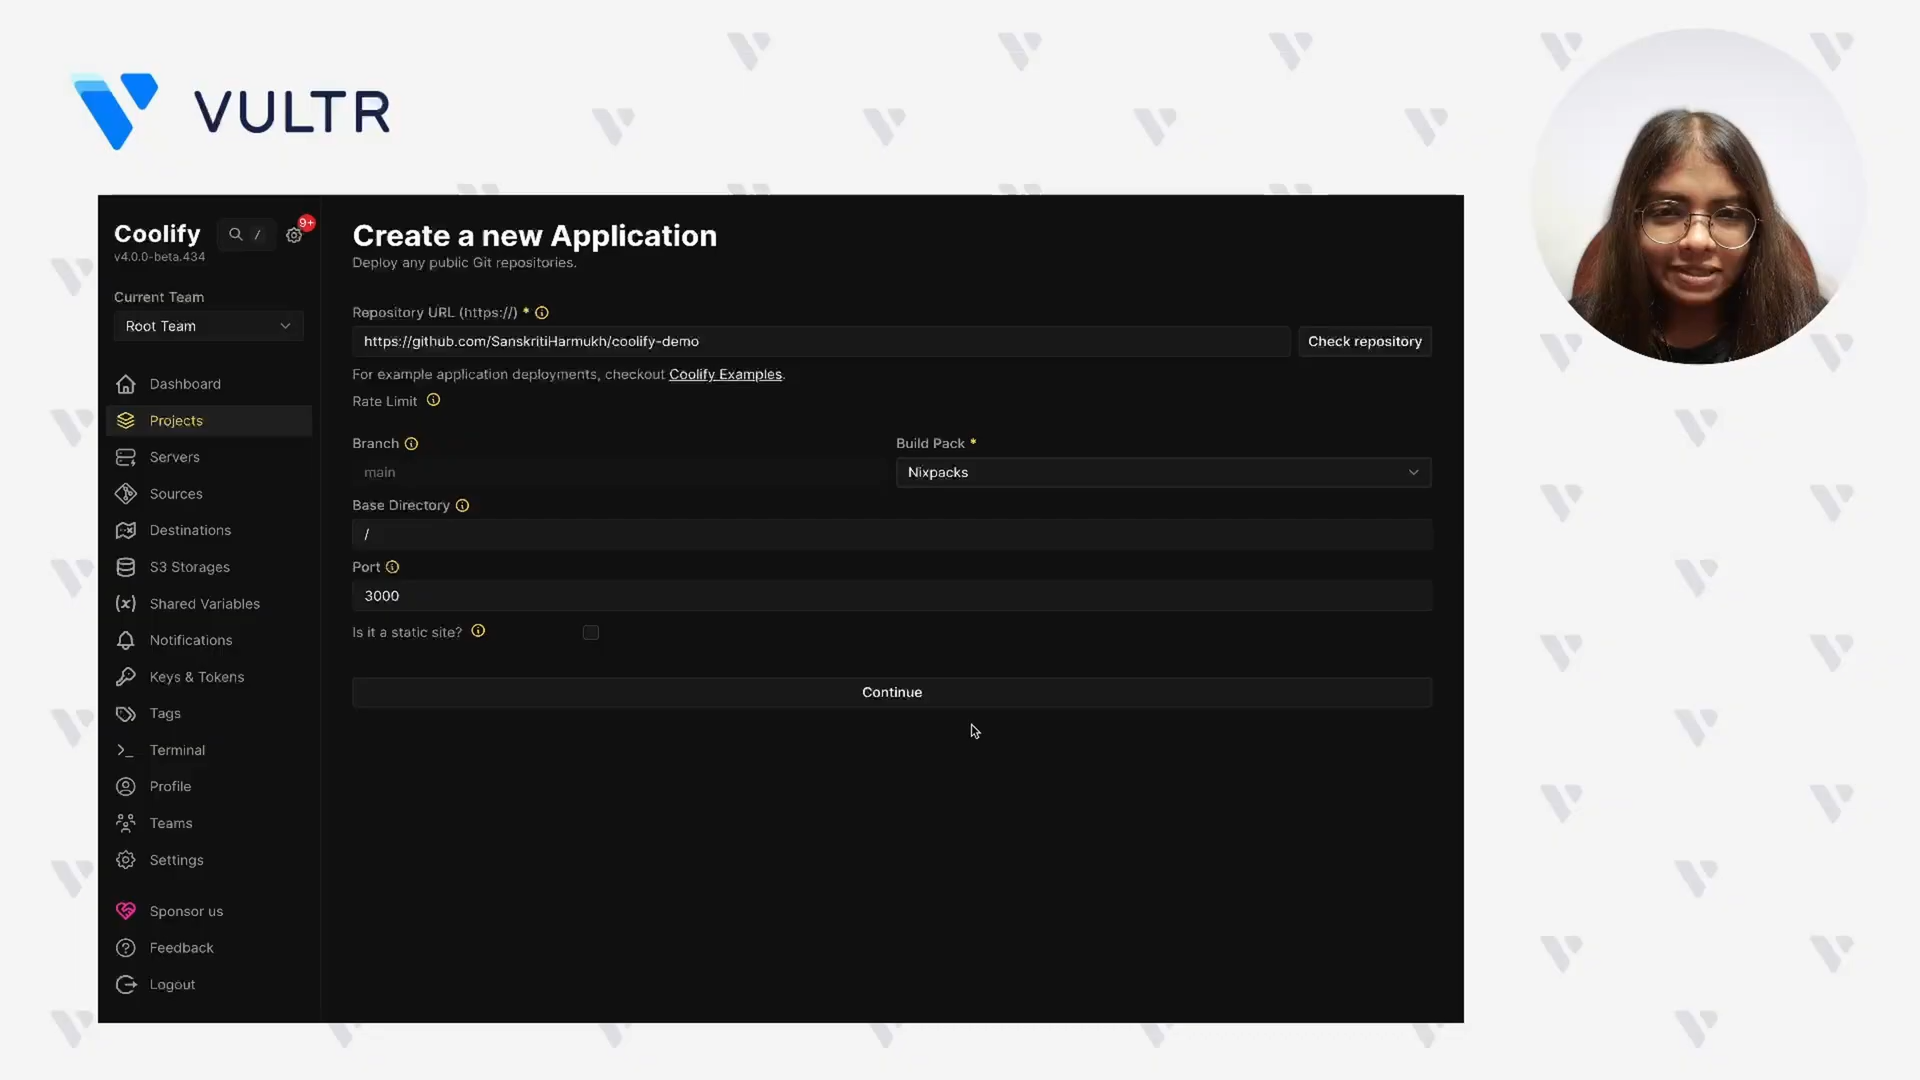 VULTR
Coolify
v4.0.0-beta.434
/
9+
Current Team
Root Team
Dashboard
Projects
Servers
Sources
Destinations
S3 Storages
Shared Variables
Notifications
Keys & Tokens
Tags
Terminal
Profile
Teams
Settings
Sponsor us
Feedback
Logout
Create a new Application
Deploy any public Git repositories.
Repository URL (https://) *
https://github.com/SanskritiHarmukh/coolify-demo
Check repository
For example application deployments, checkout Coolify Examples.
Rate Limit
Branch
main
Build Pack *
Nixpacks
Base Directory
/
Port
3000
Is it a static site?
Continue